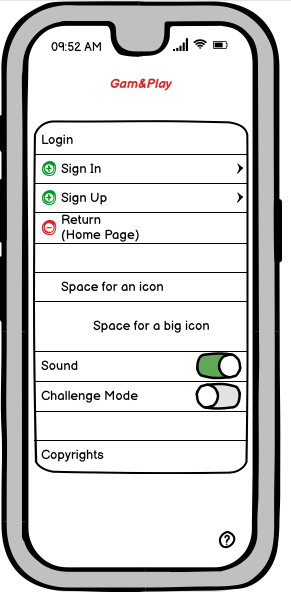 09:52 AM
Gam&Play
Login
Sign In
Sign Up
Return
(Home Page)
Space for an icon
Space for a big icon
Sound
Challenge Mode
Copyrights
?